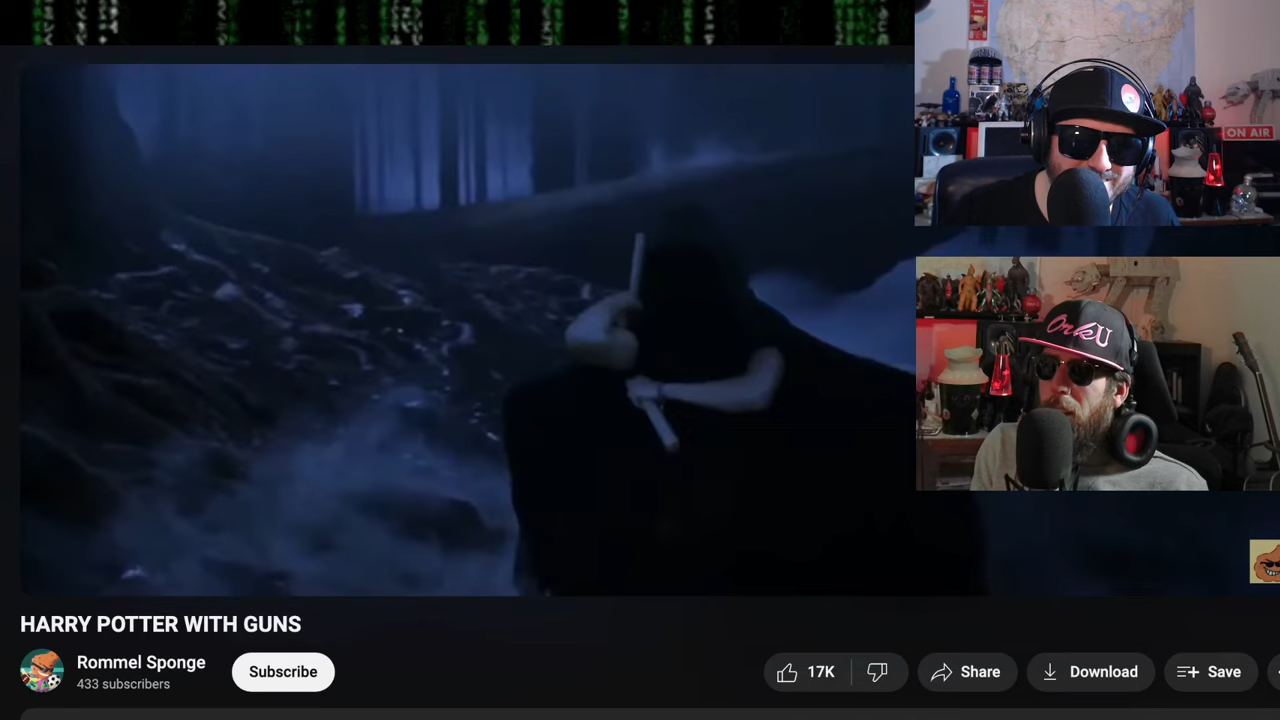 ON AIR
OrkU
HARRY POTTER WITH GUNS
Rommel Sponge
433 subscribers
Subscribe
17K
Share
Download
Save